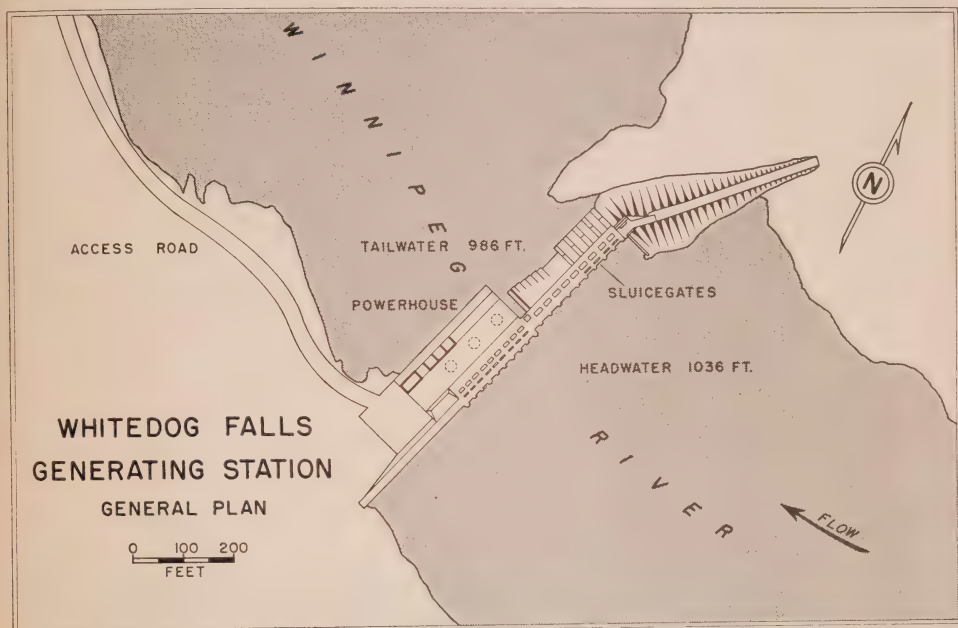 WINNIPEG
N
ACCESS ROAD
TAILWATER 986 FT.
SLUICEGATES
POWERHOUSE
HEADWATER 1036 FT.
WHITEDOG FALLS
GENERATING STATION
GENERAL PLAN
RIVER
FLOW
0 100 200
FEET